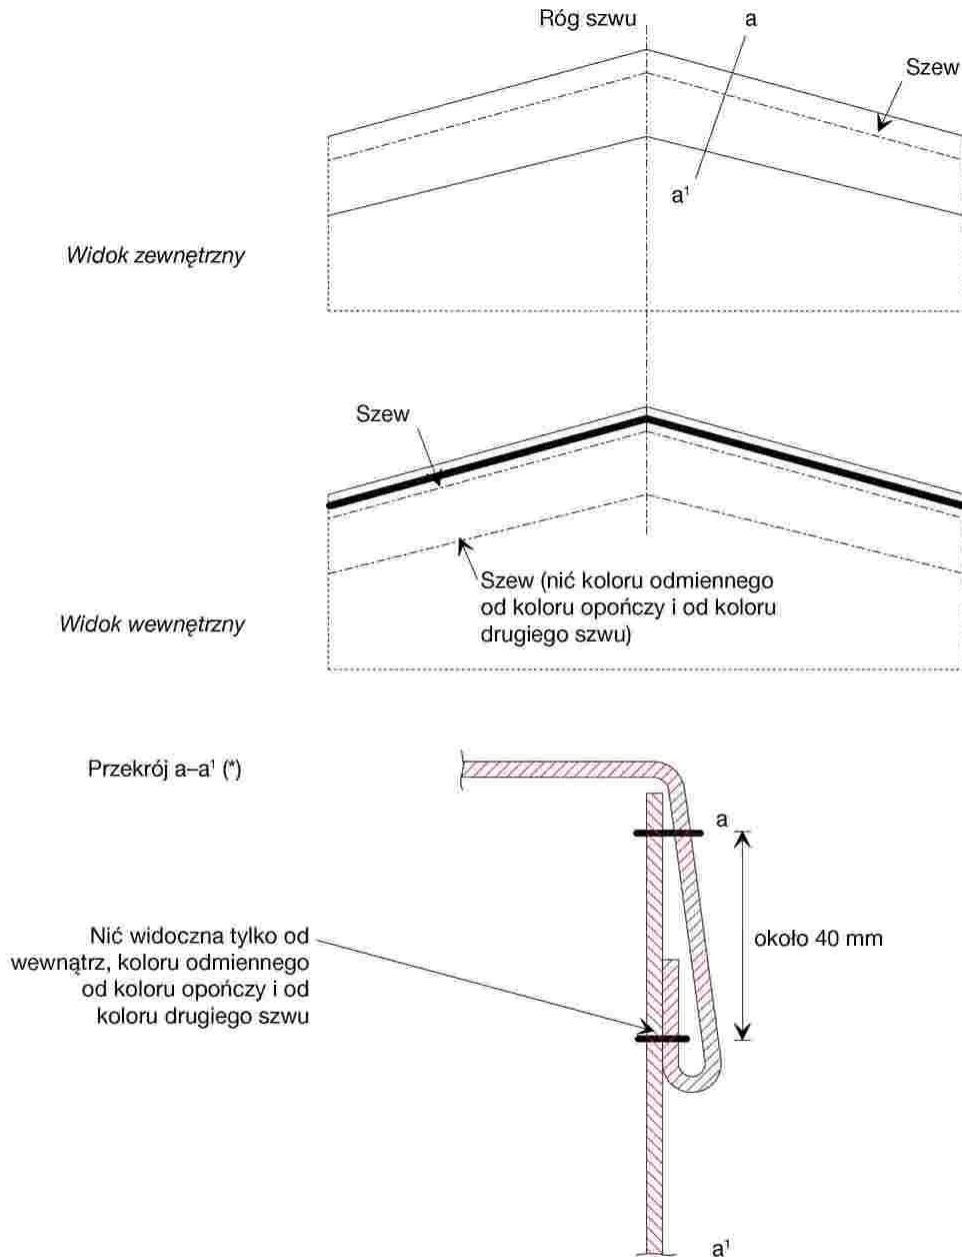 Róg szwu
a
Szew
a¹
Widok zewnętrzny
Szew
Szew (nić koloru odmiennego
od koloru opończy i od koloru
drugiego szwu)
Widok wewnętrzny
Przekrój a–a¹ (*)
a
około 40 mm
Nić widoczna tylko od
wewnątrz, koloru odmiennego
od koloru opończy i od
koloru drugiego szwu
a¹